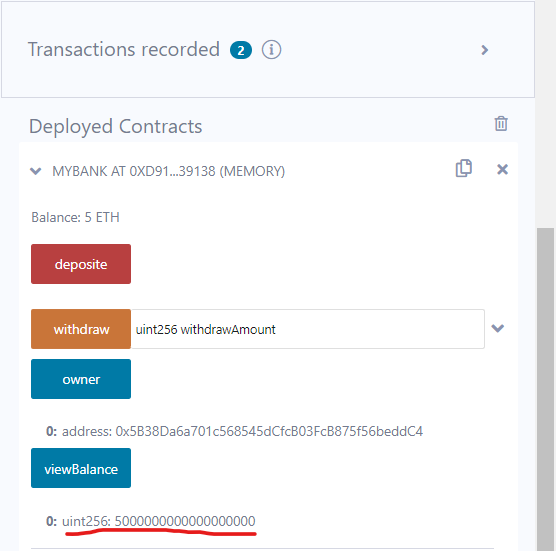 Transactions recorded 2 i
Deployed Contracts
MYBANK AT 0XD91...39138 (MEMORY)
Balance: 5 ETH
deposite
withdraw uint256 withdrawAmount
owner
0: address: 0x5B38Da6a701c568545dCfcB03FcB875f56beddC4
viewBalance
0: uint256: 5000000000000000000